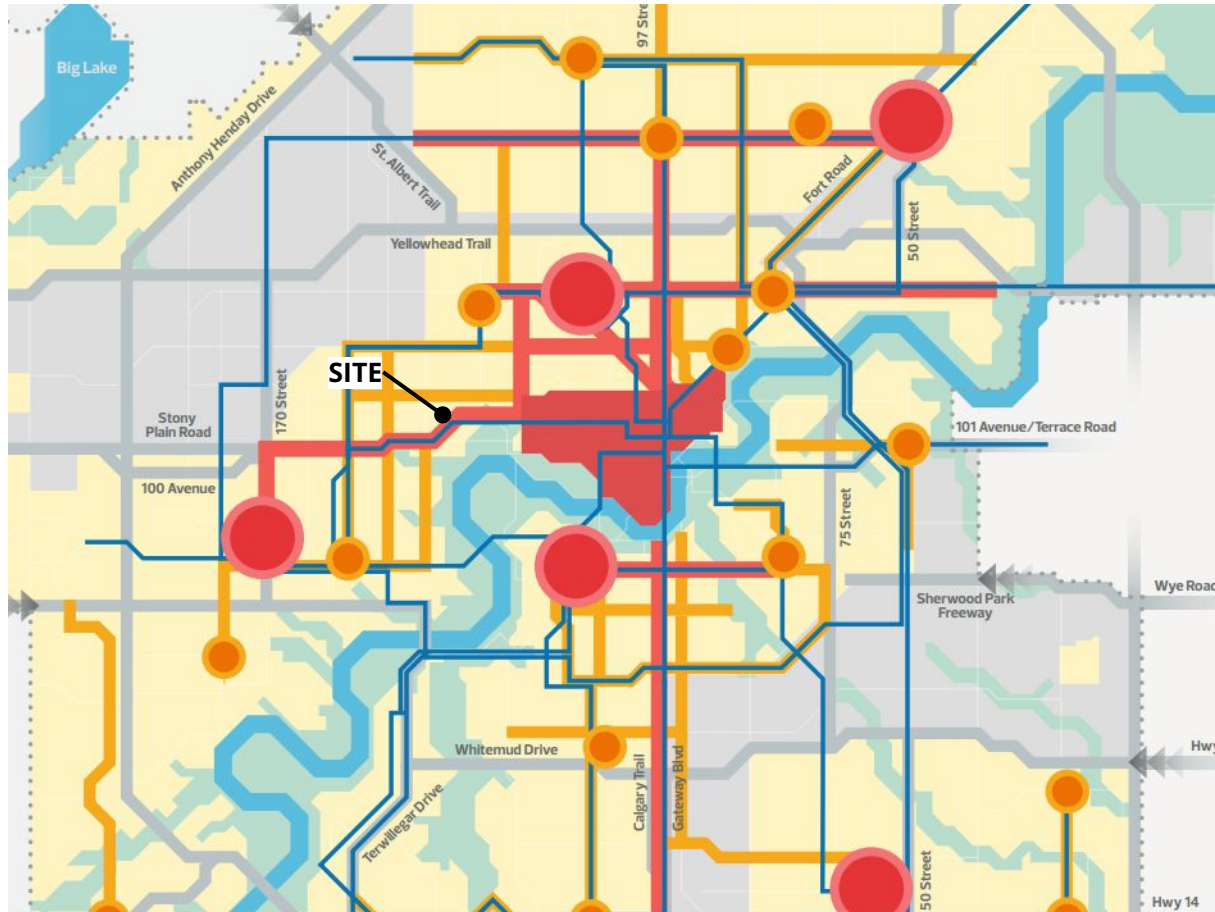 Big Lake
Anthony Henday Drive
St. Albert Trail
97 Stree
Fort Road
50 Street
Yellowhead Trail
SITE
170 Street
Stony
Plain Road
100 Avenue
101 Avenue/Terrace Road
75 Street
Sherwood Park
Freeway
Wye Road
Whitemud Drive
Terwillegar Drive
Calgary Trail
Gateway Blvd
Hwy
50 Street
Hwy 14